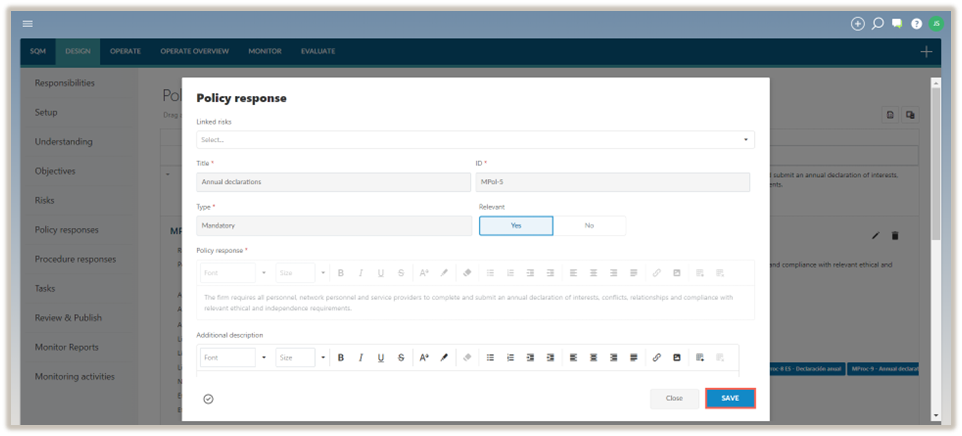 JS
SQM DESIGN OPERATE OPERATE OVERVIEW MONITOR EVALUATE
Responsibilities
Setup
Understanding
Objectives
Risks
Policy responses
Procedure responses
Tasks
Review & Publish
Monitor Reports
Monitoring activities
Pol
Drag
Policy response
Linked risks
Select...
Title * ID *
Annual declarations MPol-5
Type * Relevant
Mandatory Yes No
Policy response *
Font Size B I U S
The firm requires all personnel, network personnel and service providers to complete and submit an annual declaration of interests, conflicts, relationships and compliance with
relevant ethical and independence requirements.
Additional description
Font Size B I U S
Close SAVE
submit an annual declaration of interests,
nts.
MP
and compliance with relevant ethical and
Proc-8 ES - Declaración anual MProc-9 - Annual declarat